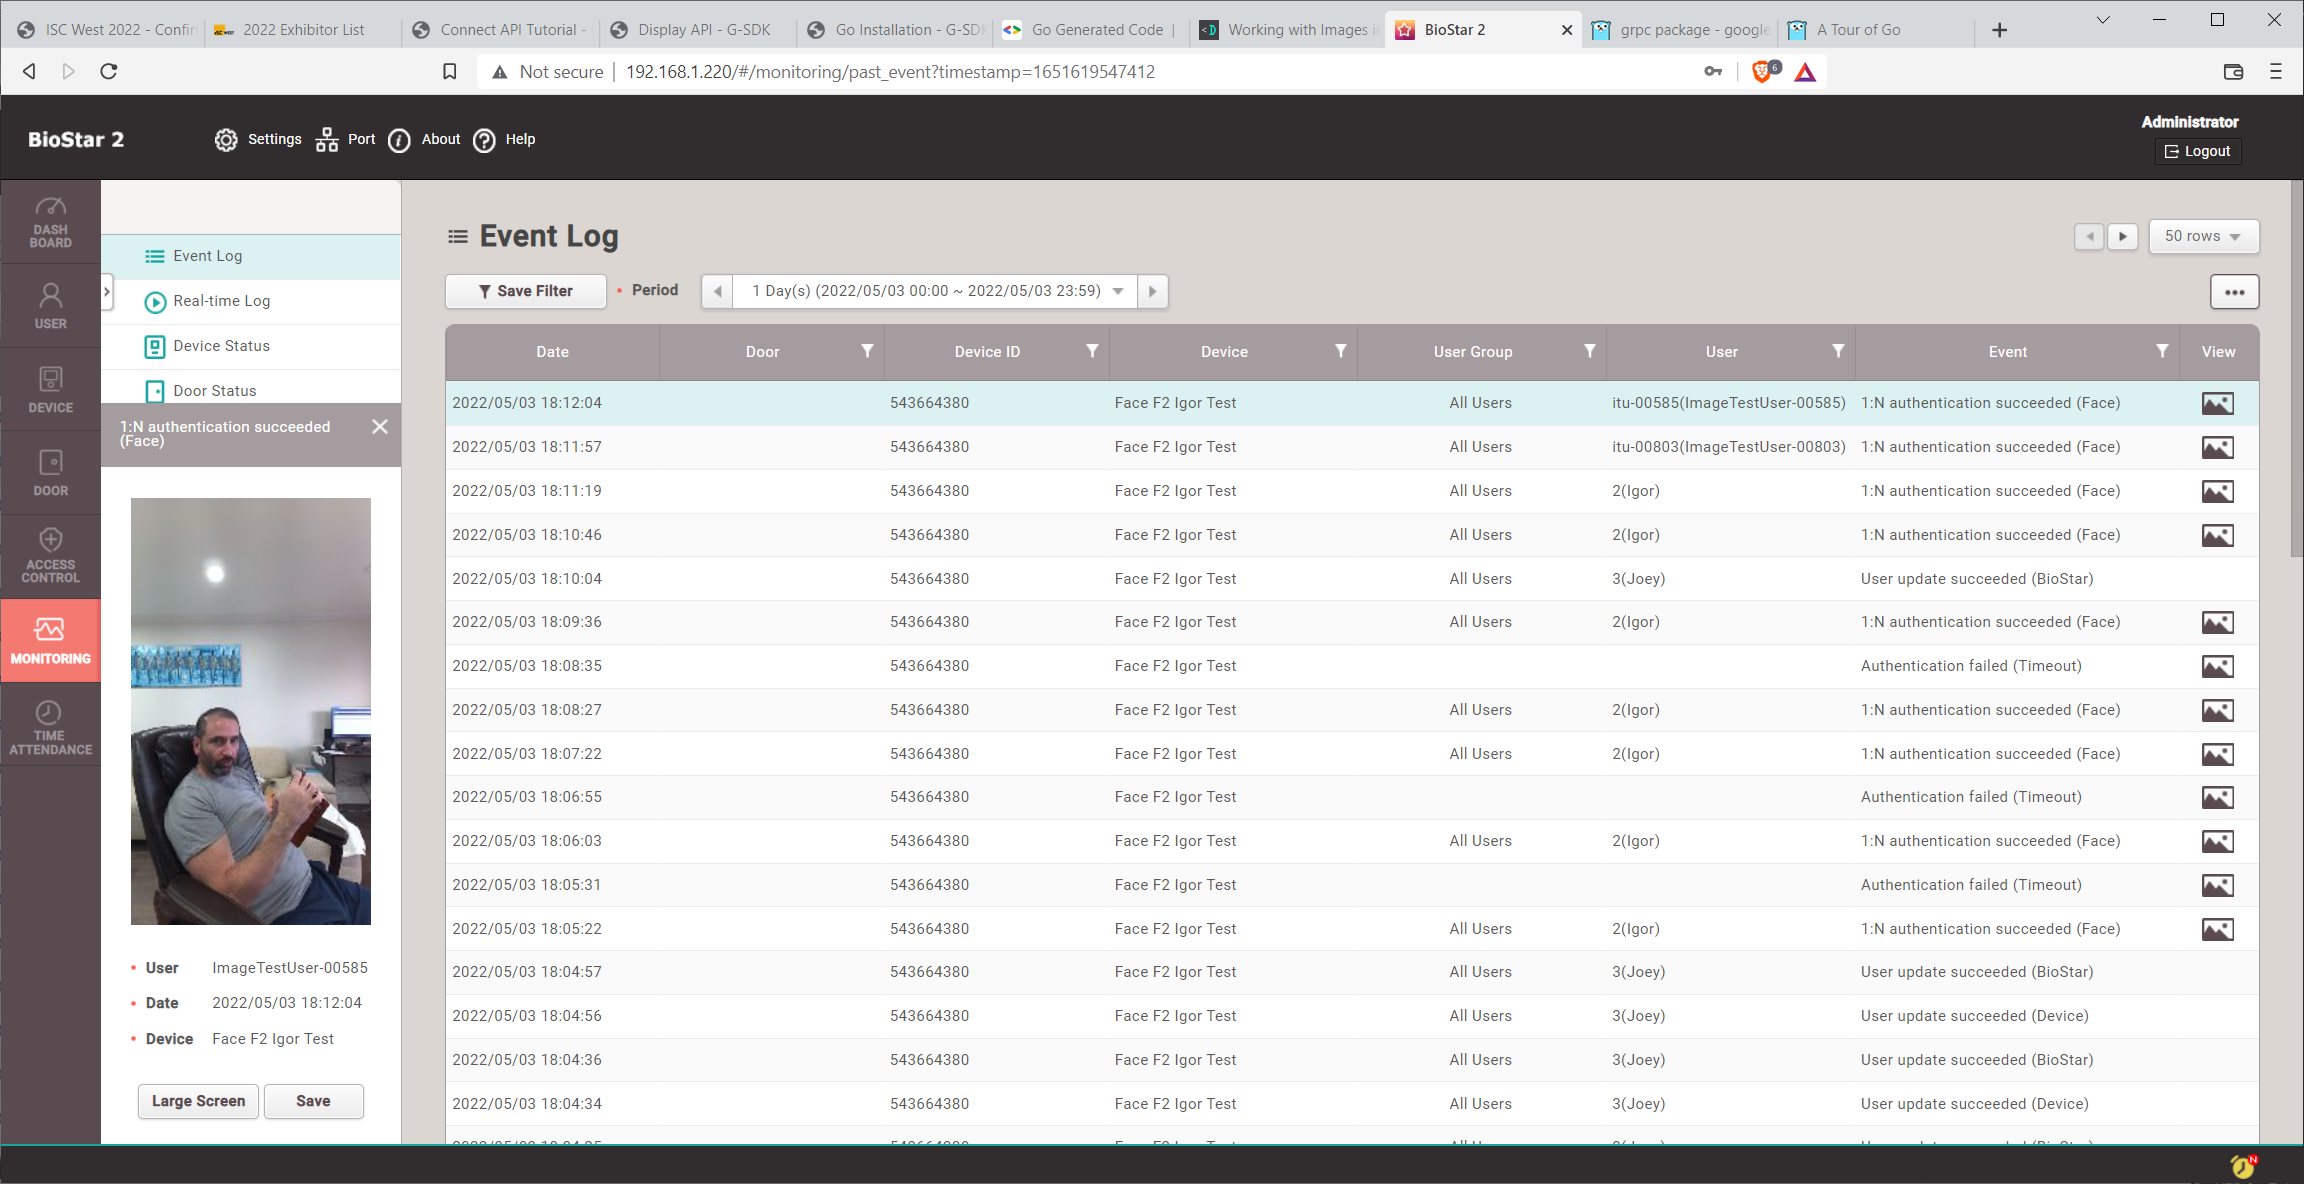 ISC West 2022 - Confir
2022 Exhibitor List
Connect API Tutorial -
Display API - G-SDK
Go Installation - G-SDK
Go Generated Code |
Working with Images i
BioStar 2
grpc package - google
A Tour of Go
Not secure
192.168.1.220/#/monitoring/past_event?timestamp=1651619547412
6
BioStar 2
Settings
Port
About
Help
Administrator
Logout
DASH
BOARD
USER
DEVICE
DOOR
ACCESS
CONTROL
MONITORING
TIME
ATTENDANCE
Event Log
Real-time Log
Device Status
Door Status
1:N authentication succeeded
(Face)
User ImageTestUser-00585
Date 2022/05/03 18:12:04
Device Face F2 Igor Test
Large Screen
Save
Event Log
50 rows
Save Filter
Period
1 Day(s) (2022/05/03 00:00 ~ 2022/05/03 23:59)
Date Door Device ID Device User Group User Event View
2022/05/03 18:12:04 543664380 Face F2 Igor Test All Users itu-00585(ImageTestUser-00585) 1:N authentication succeeded (Face)
2022/05/03 18:11:57 543664380 Face F2 Igor Test All Users itu-00803(ImageTestUser-00803) 1:N authentication succeeded (Face)
2022/05/03 18:11:19 543664380 Face F2 Igor Test All Users 2(Igor) 1:N authentication succeeded (Face)
2022/05/03 18:10:46 543664380 Face F2 Igor Test All Users 2(Igor) 1:N authentication succeeded (Face)
2022/05/03 18:10:04 543664380 Face F2 Igor Test All Users 3(Joey) User update succeeded (BioStar)
2022/05/03 18:09:36 543664380 Face F2 Igor Test All Users 2(Igor) 1:N authentication succeeded (Face)
2022/05/03 18:08:35 543664380 Face F2 Igor Test Authentication failed (Timeout)
2022/05/03 18:08:27 543664380 Face F2 Igor Test All Users 2(Igor) 1:N authentication succeeded (Face)
2022/05/03 18:07:22 543664380 Face F2 Igor Test All Users 2(Igor) 1:N authentication succeeded (Face)
2022/05/03 18:06:55 543664380 Face F2 Igor Test Authentication failed (Timeout)
2022/05/03 18:06:03 543664380 Face F2 Igor Test All Users 2(Igor) 1:N authentication succeeded (Face)
2022/05/03 18:05:31 543664380 Face F2 Igor Test Authentication failed (Timeout)
2022/05/03 18:05:22 543664380 Face F2 Igor Test All Users 2(Igor) 1:N authentication succeeded (Face)
2022/05/03 18:04:57 543664380 Face F2 Igor Test All Users 3(Joey) User update succeeded (BioStar)
2022/05/03 18:04:56 543664380 Face F2 Igor Test All Users 3(Joey) User update succeeded (Device)
2022/05/03 18:04:36 543664380 Face F2 Igor Test All Users 3(Joey) User update succeeded (BioStar)
2022/05/03 18:04:34 543664380 Face F2 Igor Test All Users 3(Joey) User update succeeded (Device)
N